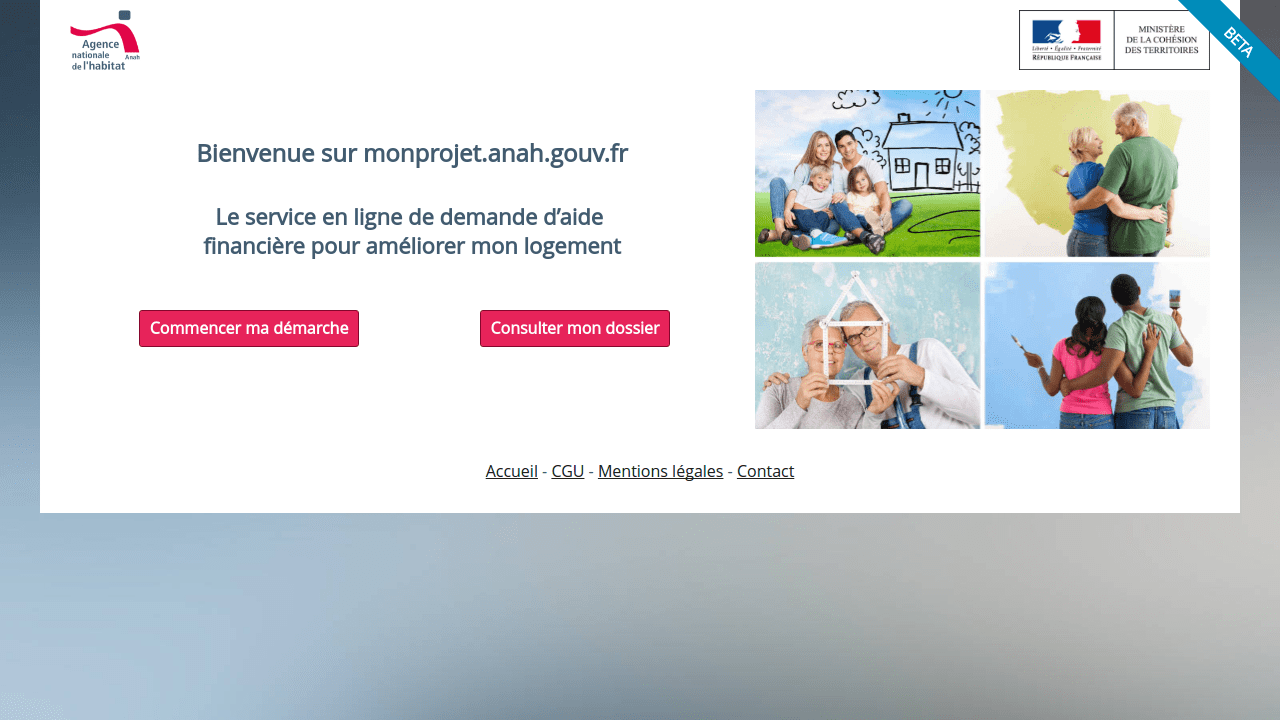 Agence
nationale
de l'habitat
Anah
Liberté • Égalité • Fraternité
RÉPUBLIQUE FRANÇAISE
MINISTÈRE
DE LA COHÉSION
DES TERRITOIRES
BETA
Bienvenue sur monprojet.anah.gouv.fr
Le service en ligne de demande d’aide
financière pour améliorer mon logement
Commencer ma démarche
Consulter mon dossier
Accueil - CGU - Mentions légales - Contact